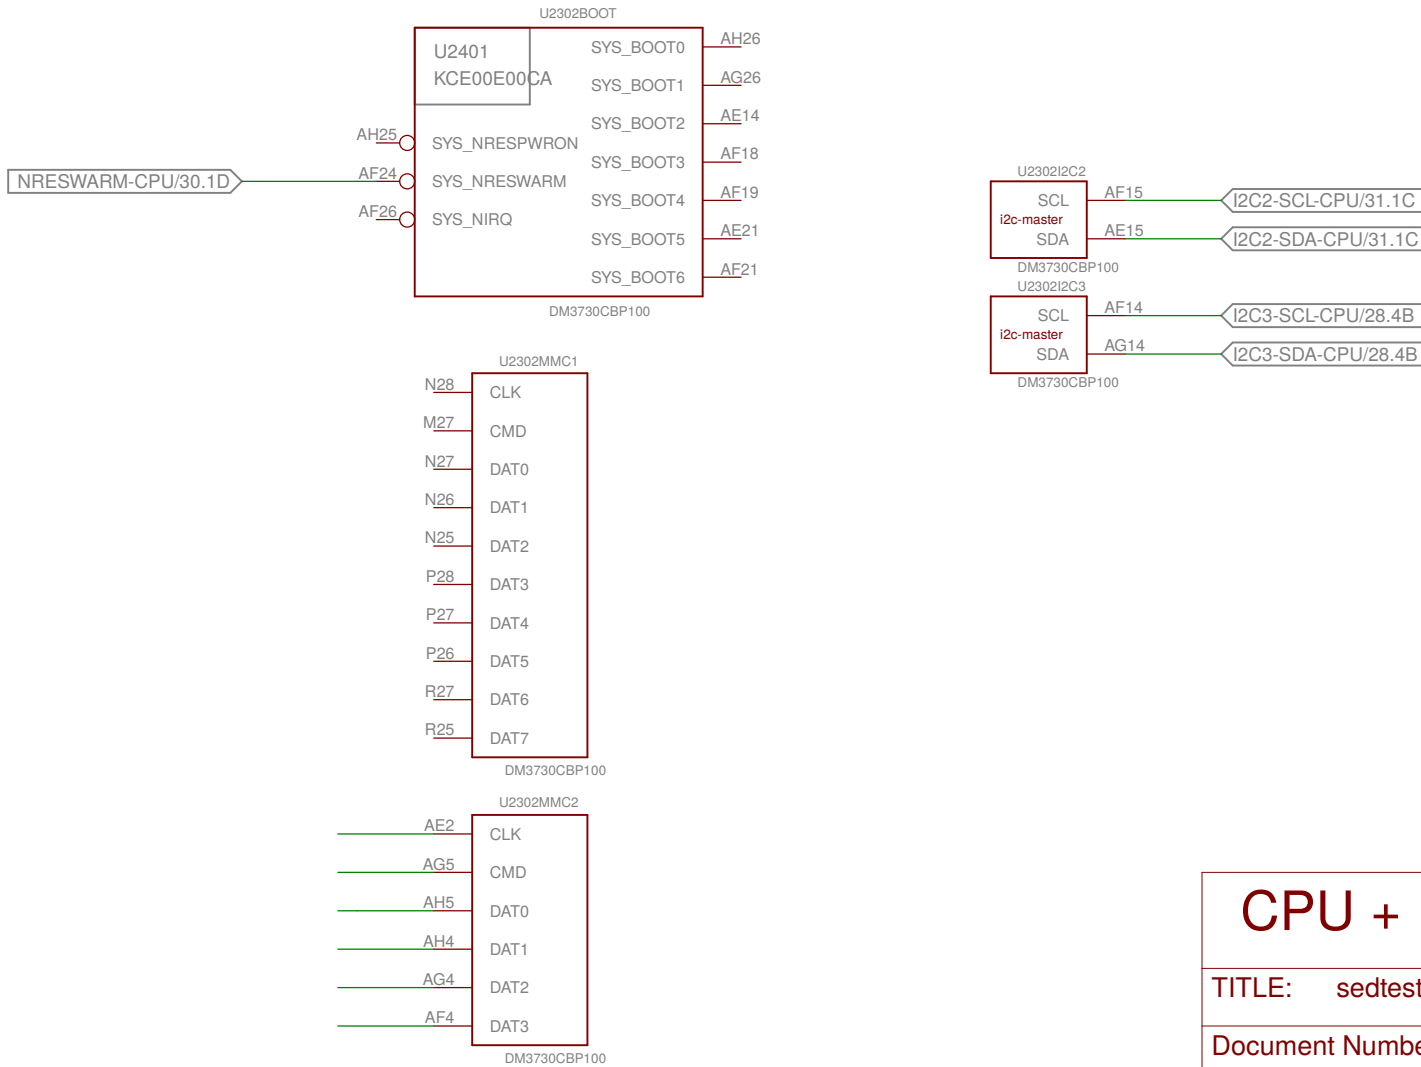 U2302BOOT
U2401
KCE00E00CA
SYS_BOOT0 AH26
SYS_BOOT1 AG26
SYS_BOOT2 AE14
AH25 SYS_NRESPWRON
SYS_BOOT3 AF18
NRESWARM-CPU/30.1D AF24 SYS_NRESWARM
SYS_BOOT4 AF19
AF26 SYS_NIRQ
SYS_BOOT5 AE21
SYS_BOOT6 AF21
DM3730CBP100
U2302I2C2
SCL AF15 I2C2-SCL-CPU/31.1C
i2c-master
SDA AE15 I2C2-SDA-CPU/31.1C
DM3730CBP100
U2302I2C3
SCL AF14 I2C3-SCL-CPU/28.4B
i2c-master
SDA AG14 I2C3-SDA-CPU/28.4B
DM3730CBP100
U2302MMC1
N28 CLK
M27 CMD
N27 DAT0
N26 DAT1
N25 DAT2
P28 DAT3
P27 DAT4
P26 DAT5
R27 DAT6
R25 DAT7
DM3730CBP100
U2302MMC2
AE2 CLK
AG5 CMD
AH5 DAT0
AH4 DAT1
AG4 DAT2
AF4 DAT3
DM3730CBP100
CPU +
TITLE: sedtest
Document Numbe